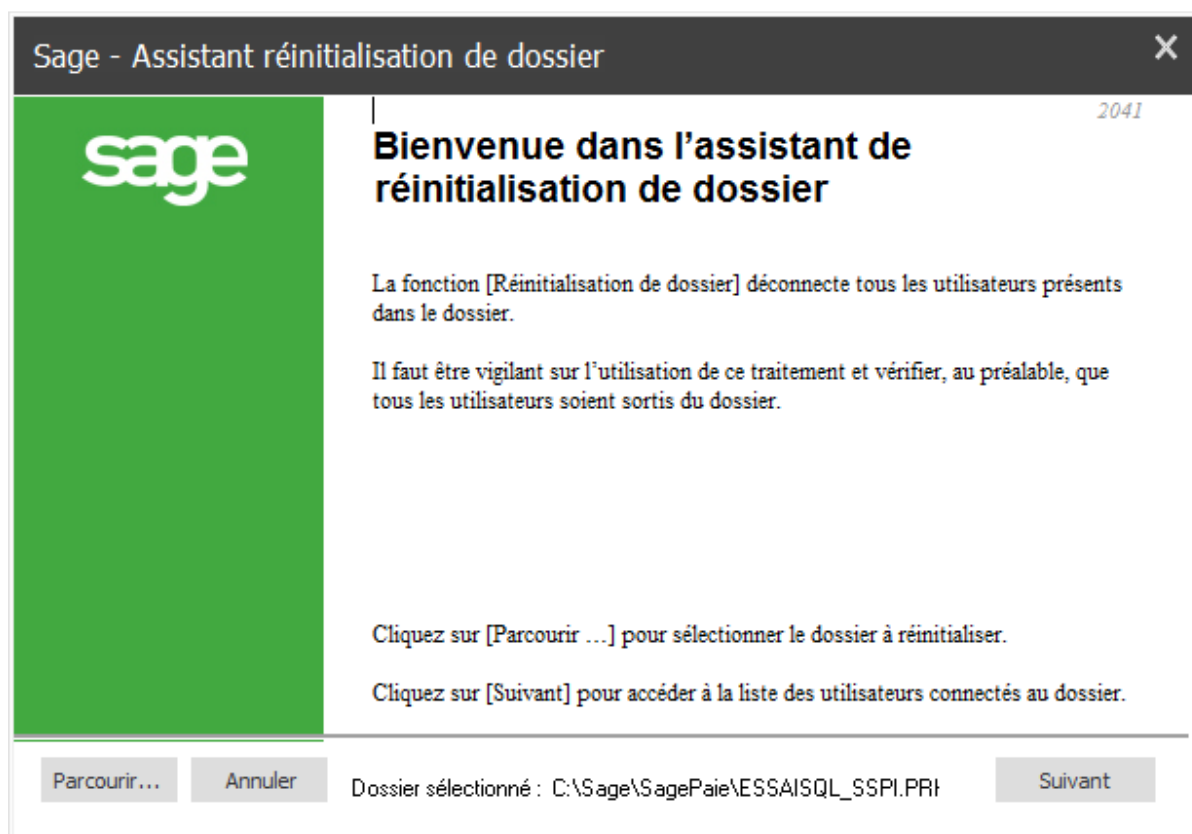 Sage - Assistant réinitialisation de dossier
sage
2041
Bienvenue dans l’assistant de
réinitialisation de dossier
La fonction [Réinitialisation de dossier] déconnecte tous les utilisateurs présents
dans le dossier.
Il faut être vigilant sur l’utilisation de ce traitement et vérifier, au préalable, que
tous les utilisateurs soient sortis du dossier.
Cliquez sur [Parcourir …] pour sélectionner le dossier à réinitialiser.
Cliquez sur [Suivant] pour accéder à la liste des utilisateurs connectés au dossier.
Parcourir... Annuler Dossier sélectionné : C:\Sage\SagePaie\ESSAISQL_SSPI.PRH Suivant